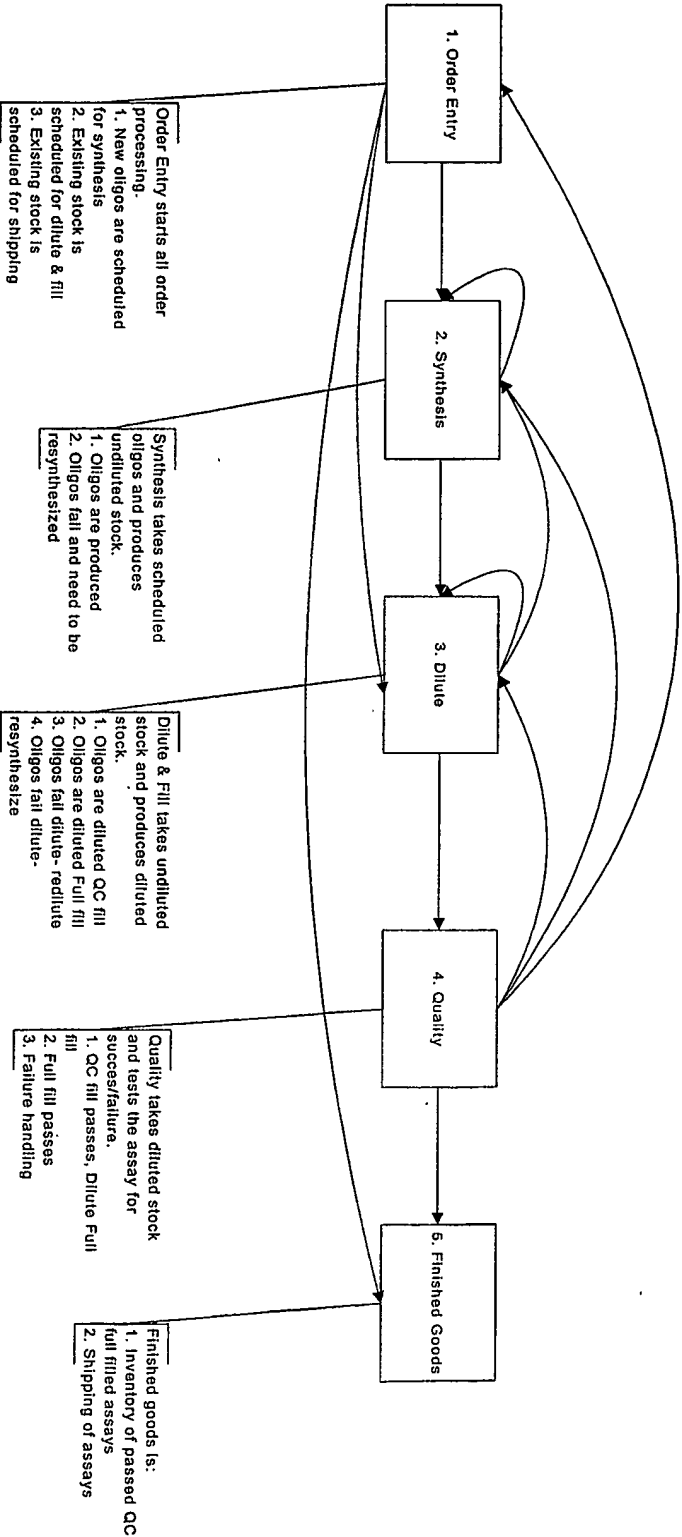 1. Order Entry
2. Synthesis
3. Dilute
4. Quality
5. Finished Goods
Order Entry starts all order
processing.
1. New oligos are scheduled
for synthesis
2. Existing stock is
scheduled for dilute & fill
3. Existing stock is
scheduled for shipping
Synthesis takes scheduled
oligos and produces
undiluted stock.
1. Oligos are produced
2. Oligos fail and need to be
resynthesized
Dilute & Fill takes undiluted
stock and produces diluted
stock.
1. Oligos are diluted QC fill
2. Oligos are diluted Full fill
3. Oligos fail dilute- redilute
4. Oligos fail dilute-
resynthesize
Quality takes diluted stock
and tests the assay for
succes/failure.
1. QC fill passes, Dilute Full
fill
2. Full fill passes
3. Failure handling
Finished goods is:
1. Inventory of passed QC
full filled assays
2. Shipping of assays